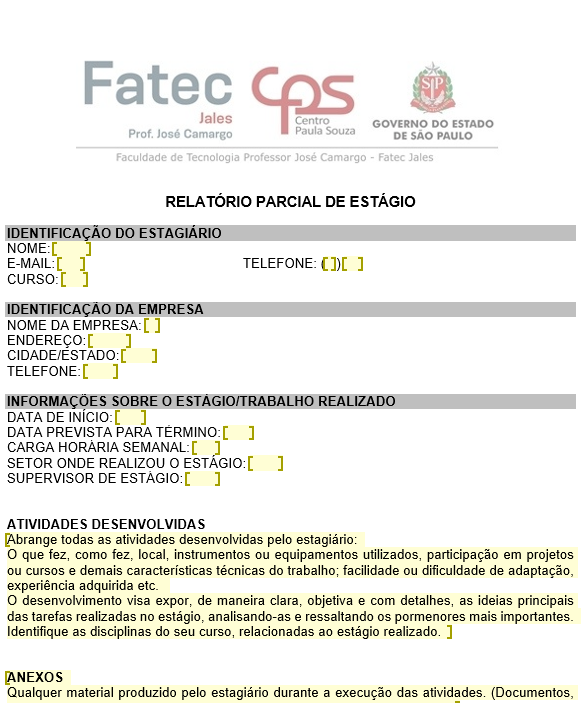 Fatec
Jales
Prof. José Camargo
cps
Centro
Paula Souza
SP
GOVERNO DO ESTADO
DE SÃO PAULO
Faculdade de Tecnologia Professor José Camargo - Fatec Jales
RELATÓRIO PARCIAL DE ESTÁGIO
IDENTIFICAÇÃO DO ESTAGIÁRIO
NOME:[ ]
E-MAIL:[ ] TELEFONE: ([ ])[ ]
CURSO:[ ]
IDENTIFICAÇÃO DA EMPRESA
NOME DA EMPRESA:[ ]
ENDEREÇO:[ ]
CIDADE/ESTADO:[ ]
TELEFONE:[ ]
INFORMAÇÕES SOBRE O ESTÁGIO/TRABALHO REALIZADO
DATA DE INÍCIO:[ ]
DATA PREVISTA PARA TÉRMINO:[ ]
CARGA HORÁRIA SEMANAL:[ ]
SETOR ONDE REALIZOU O ESTÁGIO:[ ]
SUPERVISOR DE ESTÁGIO:[ ]
ATIVIDADES DESENVOLVIDAS
[Abrange todas as atividades desenvolvidas pelo estagiário:
O que fez, como fez, local, instrumentos ou equipamentos utilizados, participação em projetos
ou cursos e demais características técnicas do trabalho; facilidade ou dificuldade de adaptação,
experiência adquirida etc.
O desenvolvimento visa expor, de maneira clara, objetiva e com detalhes, as ideias principais
das tarefas realizadas no estágio, analisando-as e ressaltando os pormenores mais importantes.
Identifique as disciplinas do seu curso, relacionadas ao estágio realizado. ]
[ANEXOS
Qualquer material produzido pelo estagiário durante a execução das atividades. (Documentos,